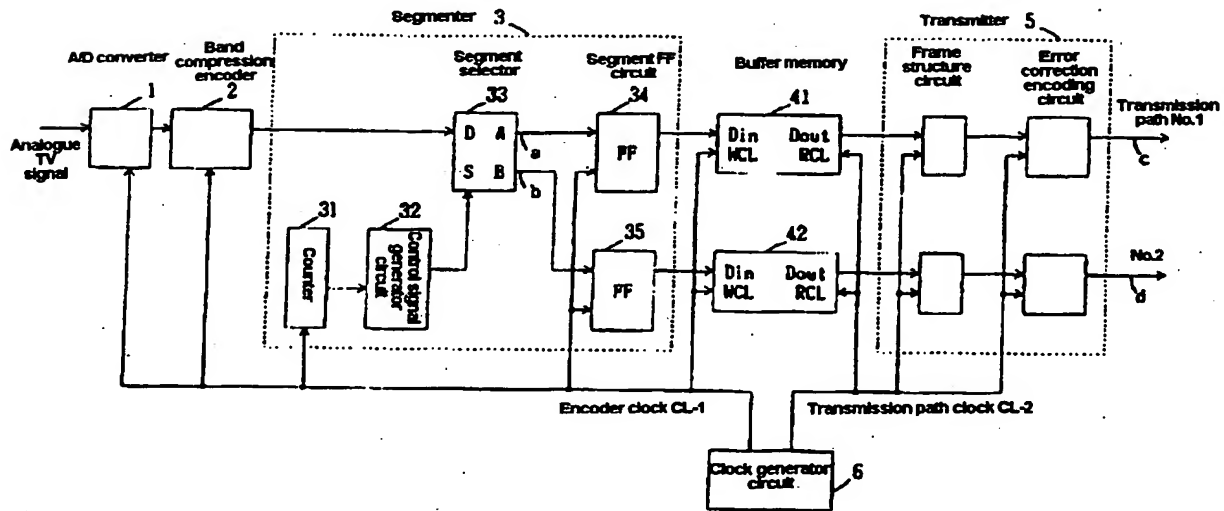 Segmenter 3
Transmitter 5
A/D converter
Band
compression
encoder
Segment
selector
Segment FF
circuit
Buffer memory
Frame
structure
circuit
Error
correction
encoding
circuit
1
2
33
34
41
Transmission
path No.1
D A
S B
a
b
FF
Din Dout
WCL RCL
c
Analogue
TV
signal
31
32
35
42
Counter
Control signal
generator
circuit
FF
Din Dout
WCL RCL
No.2
d
Encoder clock CL-1
Transmission path clock CL-2
Clock generator
circuit
6